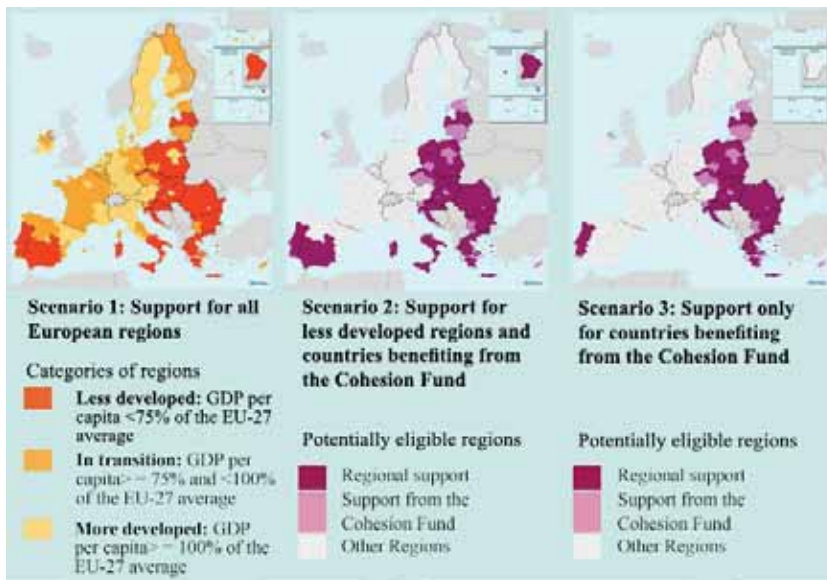 Scenario 1: Support for all
European regions
Categories of regions
Less developed: GDP per
capita <75% of the EU-27
average
In transition: GDP per
capita> = 75% and <100%
of the EU-27 average
More developed: GDP
per capita> = 100% of the
EU-27 average
Scenario 2: Support for
less developed regions and
countries benefiting from
the Cohesion Fund
Potentially eligible regions
Regional support
Support from the
Cohesion Fund
Other Regions
Scenario 3: Support only
for countries benefiting
from the Cohesion Fund
Potentially eligible regions
Regional support
Support from the
Cohesion Fund
Other Regions